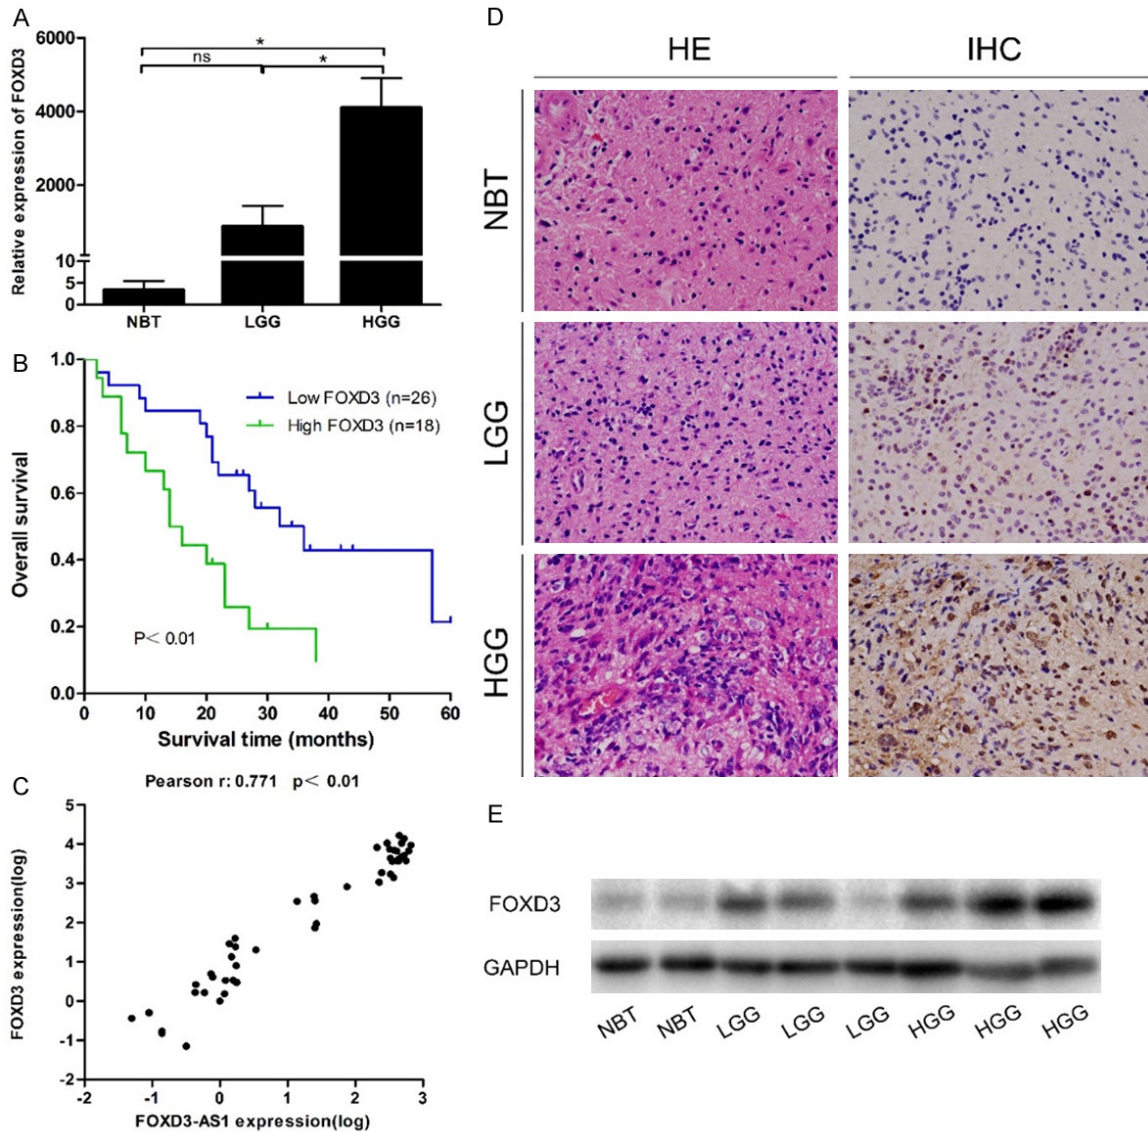 A
6000
4000
2000
10
5
0
Relative expression of FOXD3
*
ns
*
NBT LGG HGG
B
1.0
0.8
0.6
0.4
0.2
0.0
Overall survival
Low FOXD3 (n=26)
High FOXD3 (n=18)
P< 0.01
0 10 20 30 40 50 60
Survival time (months)
C
Pearson r: 0.771 p< 0.01
5
4
3
2
1
0
-1
-2
FOXD3 expression(log)
-2 -1 0 1 2 3
FOXD3-AS1 expression(log)
D
HE IHC
NBT
LGG
HGG
E
FOXD3
GAPDH
NBT NBT LGG LGG LGG HGG HGG HGG